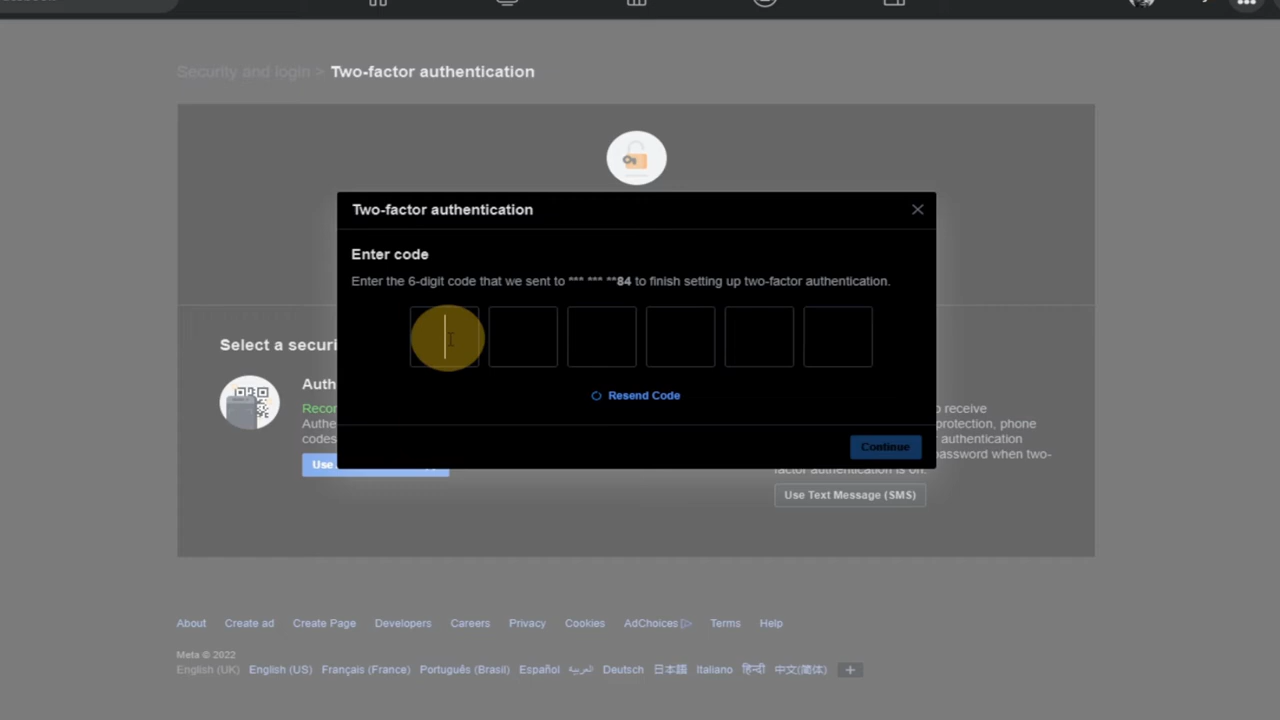 Security and login > Two-factor authentication
Two-factor authentication
Enter code
Enter the 6-digit code that we sent to *** *** **84 to finish setting up two-factor authentication.
Resend Code
Continue
Select a securi
Auth
Recor
Authe
codes
Use
o receive
protection, phone
authentication
password when two-
factor authentication is on.
Use Text Message (SMS)
About Create ad Create Page Developers Careers Privacy Cookies AdChoices Terms Help
Meta © 2022
English (UK) English (US) Français (France) Português (Brasil) Español العربية Deutsch 日本語 Italiano हिन्दी 中文(简体) +